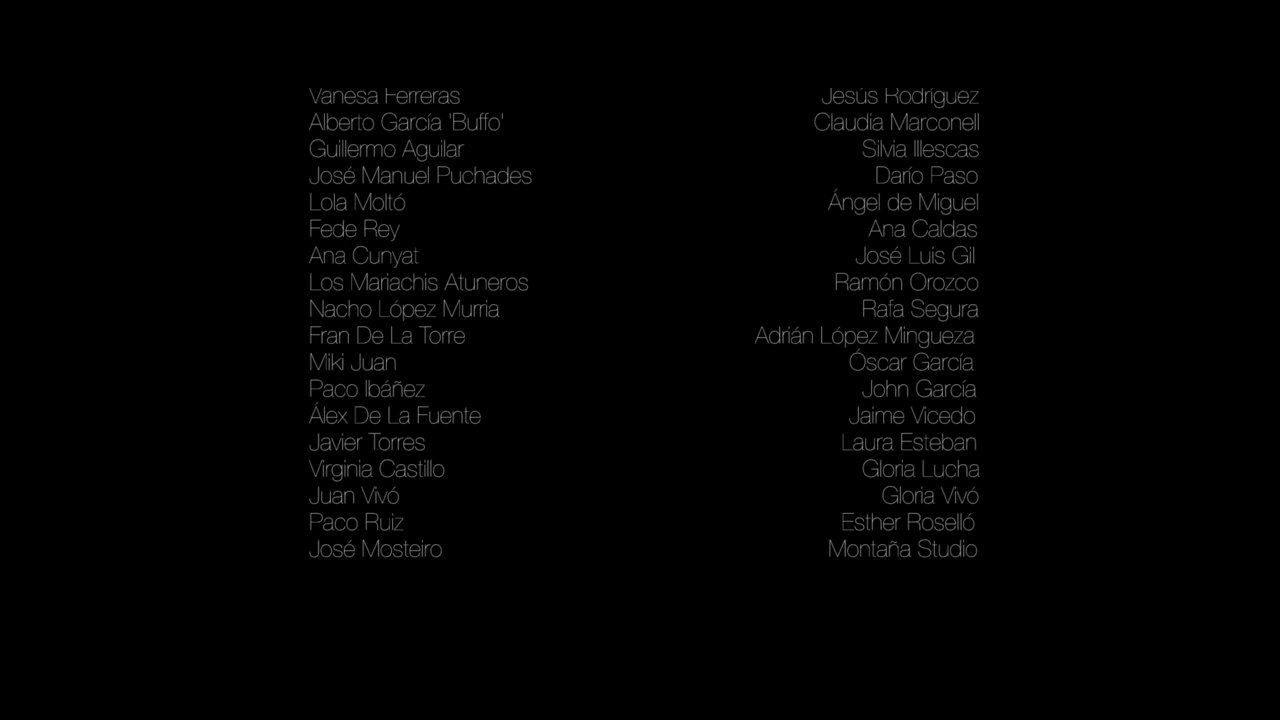 Vanesa Ferreras Jesús Rodríguez
Alberto García 'Buffo' Claudia Marconell
Guillermo Aguilar Silvia Illescas
José Manuel Puchades Darío Paso
Lola Moltó Ángel de Miguel
Fede Rey Ana Caldas
Ana Cunyat José Luis Gil
Los Mariachis Atuneros Ramón Orozco
Nacho López Murria Rafa Segura
Fran De La Torre Adrián López Mingueza
Miki Juan Óscar García
Paco Ibáñez John García
Álex De La Fuente Jaime Vicedo
Javier Torres Laura Esteban
Virginia Castillo Gloria Lucha
Juan Vivó Gloria Vivó
Paco Ruiz Esther Roselló
José Mosteiro Montaña Studio